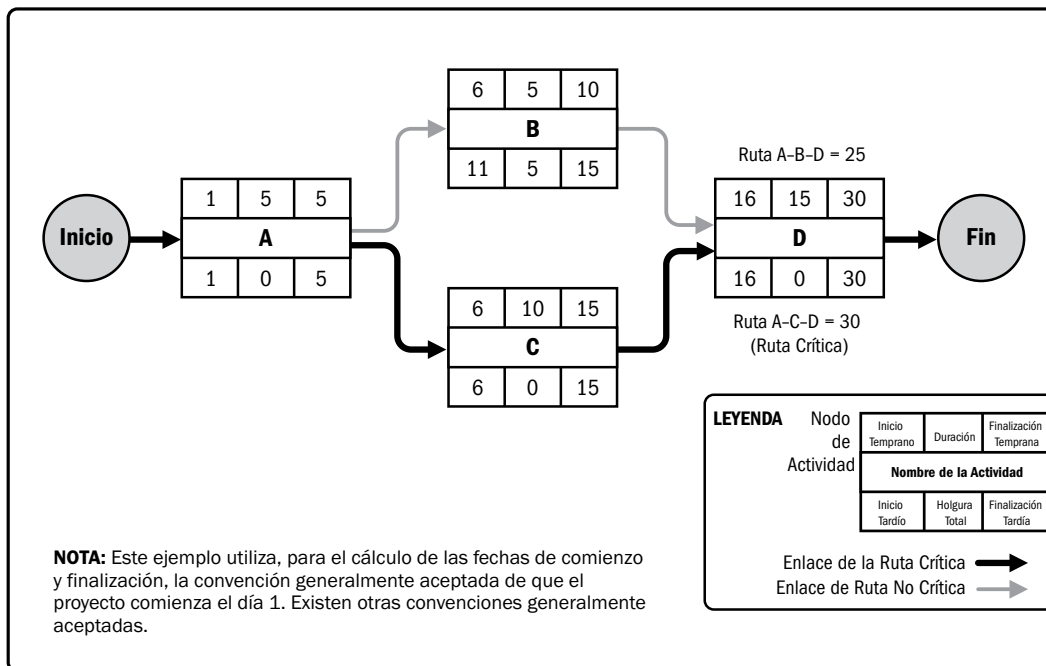 6 5 10
B
11 5 15
Ruta A–B–D = 25
1 5 5
A
1 0 5
Inicio
16 15 30
D
16 0 30
Fin
6 10 15
C
6 0 15
Ruta A–C–D = 30
(Ruta Crítica)
LEYENDA
Nodo
de
Actividad
Inicio
Temprano
Duración
Finalización
Temprana
Nombre de la Actividad
Inicio
Tardío
Holgura
Total
Finalización
Tardía
Enlace de la Ruta Crítica
Enlace de Ruta No Crítica
NOTA: Este ejemplo utiliza, para el cálculo de las fechas de comienzo
y finalización, la convención generalmente aceptada de que el
proyecto comienza el día 1. Existen otras convenciones generalmente
aceptadas.